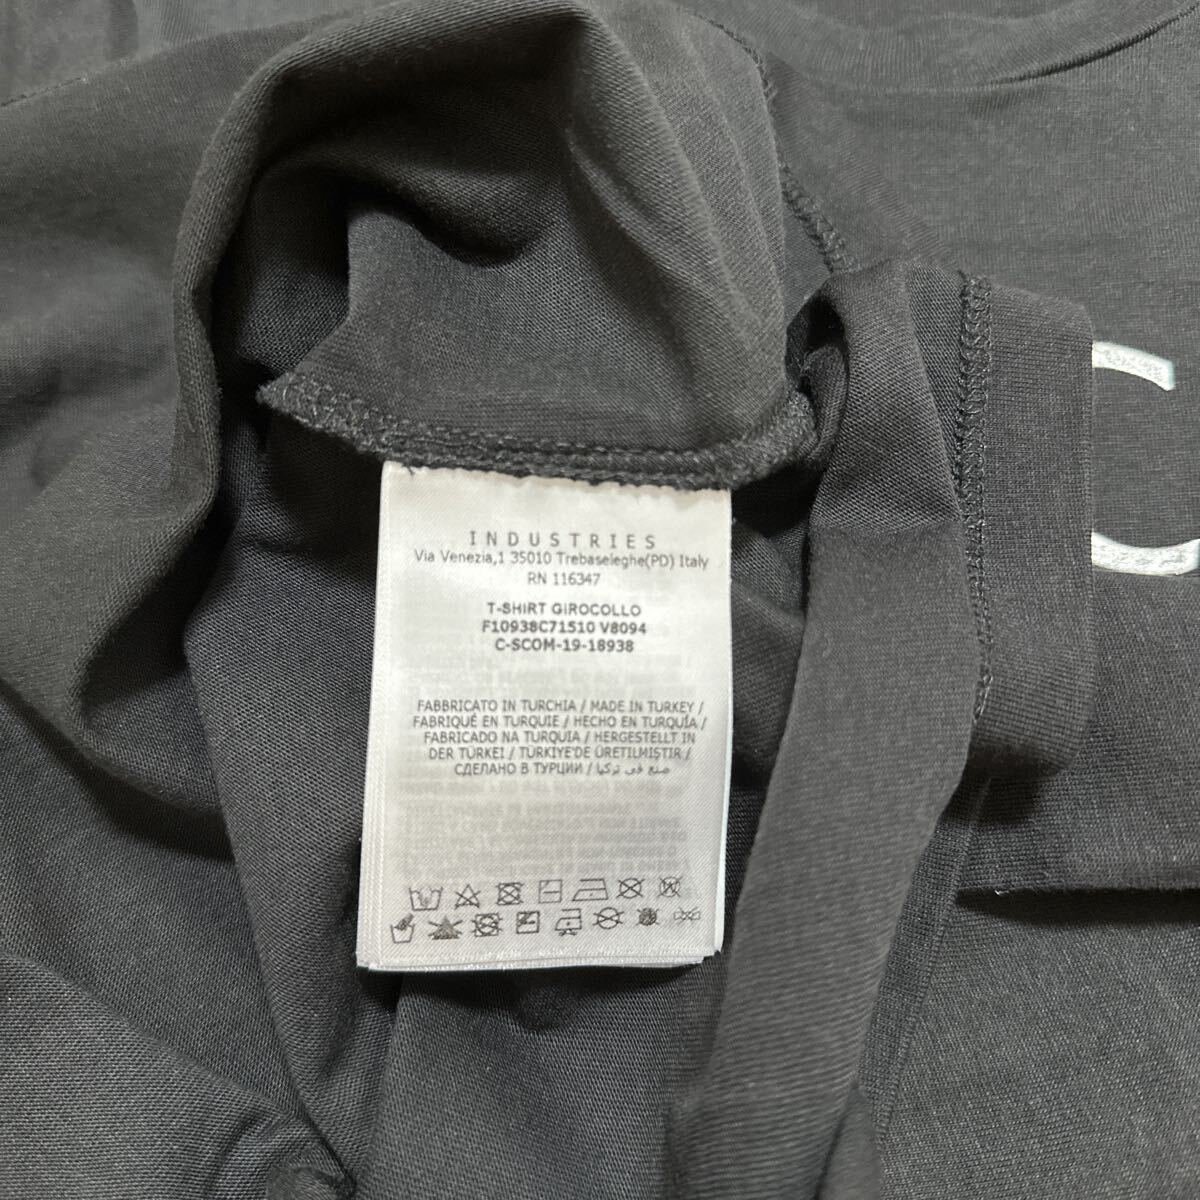 INDUSTRIES
Via Venezia,1 35010 Trebaseleghe(PD) Italy
RN 116347
T-SHIRT GIROCOLLO
F10938C71510 V8094
C-SCOM-19-18938
FABBRICATO IN TURCHIA / MADE IN TURKEY /
FABRIQUÉ EN TURQUIE / HECHO EN TURQUÍA /
FABRICADO NA TURQUIA / HERGESTELLT IN
DER TÜRKEI / TÜRKIYE'DE ÜRETILMIŞTIR /
СДЕЛАНО В ТУРЦИИ / صنع في تركيا